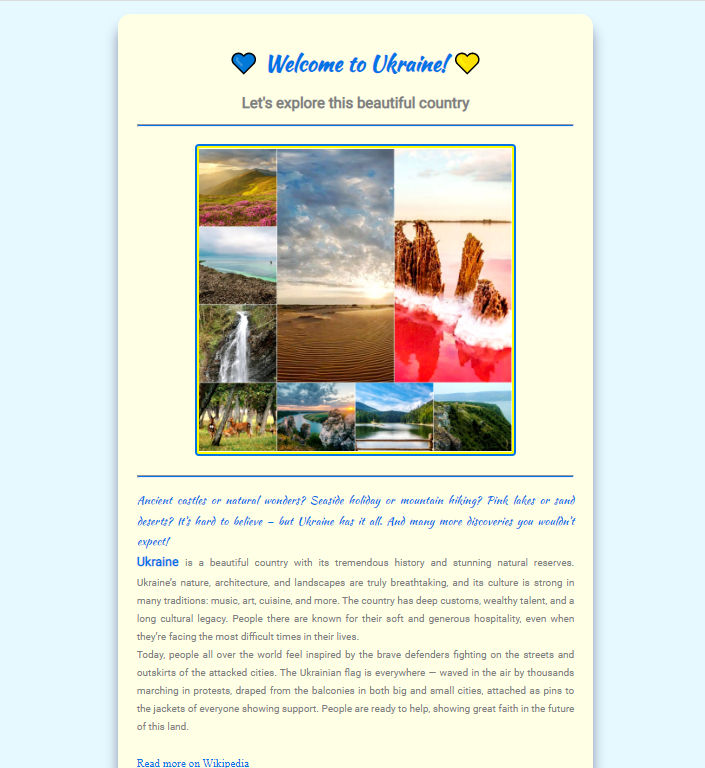 Welcome to Ukraine!
Let's explore this beautiful country
Ancient castles or natural wonders? Seaside holiday or mountain hiking? Pink lakes or sand
deserts? It's hard to believe – but Ukraine has it all. And many more discoveries you wouldn't
expect!
Ukraine is a beautiful country with its tremendous history and stunning natural reserves.
Ukraine's nature, architecture, and landscapes are truly breathtaking, and its culture is strong in
many traditions: music, art, cuisine, and more. The country has deep customs, wealthy talent, and a
long cultural legacy. People there are known for their soft and generous hospitality, even when
they're facing the most difficult times in their lives.
Today, people all over the world feel inspired by the brave defenders fighting on the streets and
outskirts of the attacked cities. The Ukrainian flag is everywhere — waved in the air by thousands
marching in protests, draped from the balconies in both big and small cities, attached as pins to
the jackets of everyone showing support. People are ready to help, showing great faith in the future
of this land.
Read more on Wikipedia